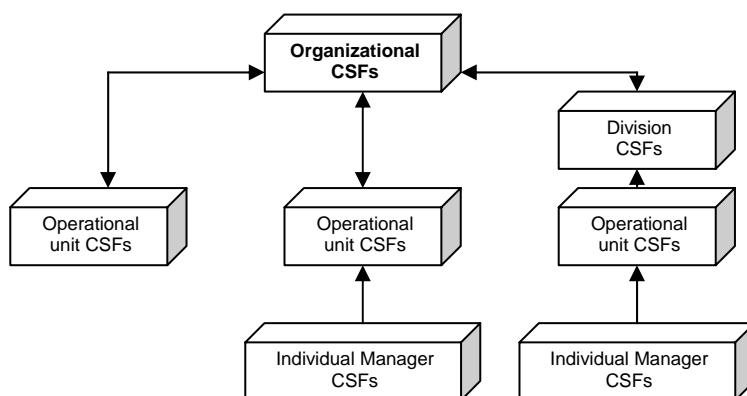 Organizational
CSFs
Division
CSFs
Operational
unit CSFs
Operational
unit CSFs
Operational
unit CSFs
Individual Manager
CSFs
Individual Manager
CSFs